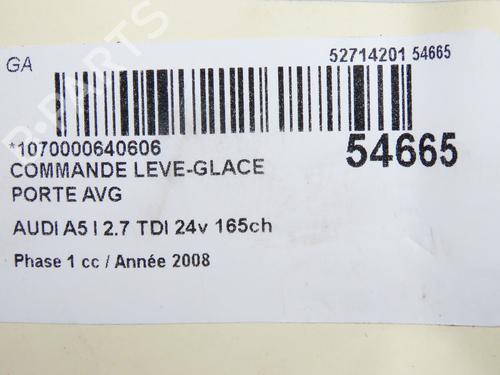 GA
52714201 54665
*1070000640606
54665
COMMANDE LEVE-GLACE
PORTE AVG
AUDI A5 I 2.7 TDI 24v 165ch
Phase 1 cc / Année 2008
B-PARTS